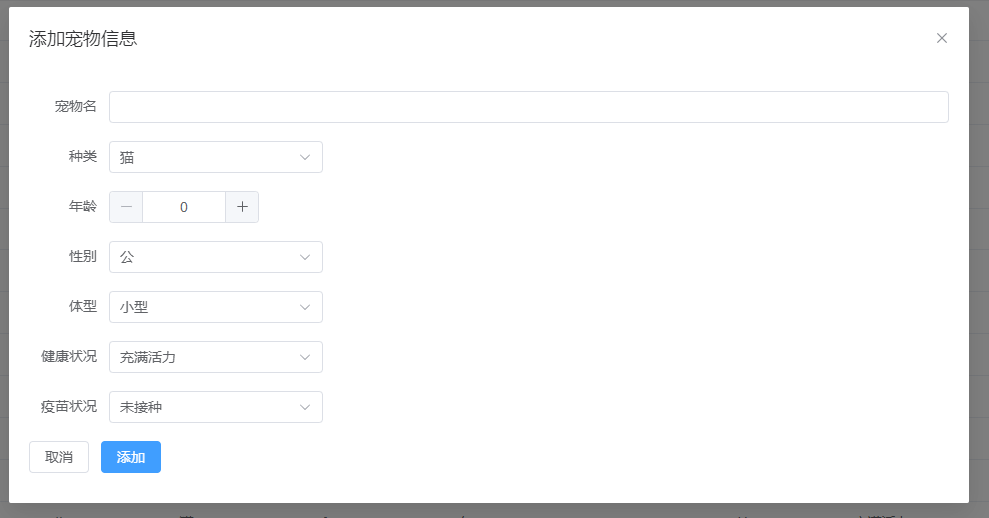 添加宠物信息
宠物名
种类 猫
年龄 0
性别 公
体型 小型
健康状况 充满活力
疫苗状况 未接种
取消 添加